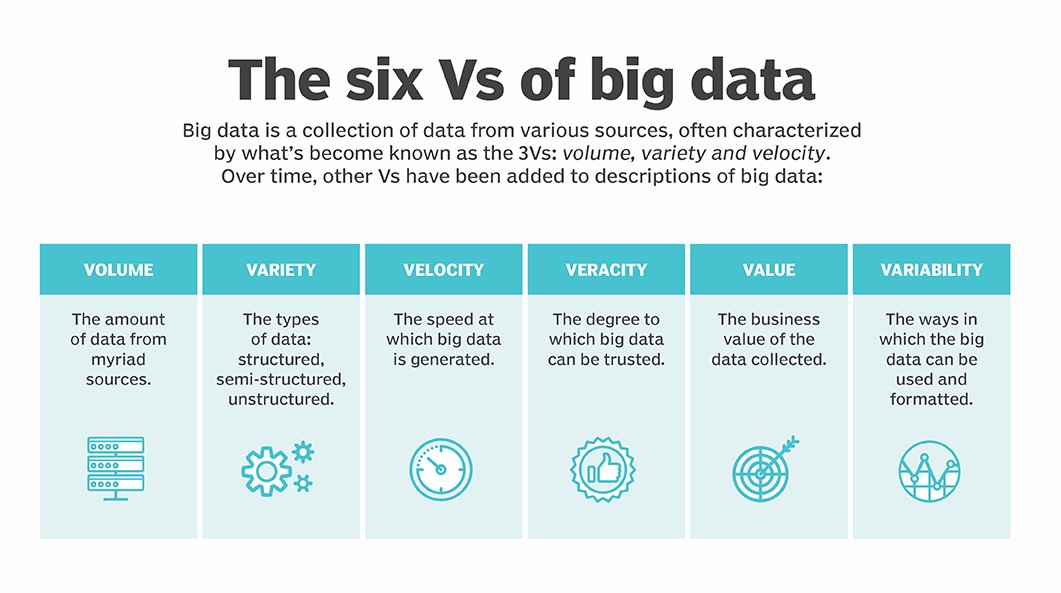 The six Vs of big data
Big data is a collection of data from various sources, often characterized
by what's become known as the 3Vs: volume, variety and velocity.
Over time, other Vs have been added to descriptions of big data:
VOLUME
The amount
of data from
myriad
sources.
VARIETY
The types
of data:
structured,
semi-structured,
unstructured.
VELOCITY
The speed at
which big data
is generated.
VERACITY
The degree to
which big data
can be trusted.
VALUE
The business
value of the
data collected.
VARIABILITY
The ways in
which the big
data can be
used and
formatted.